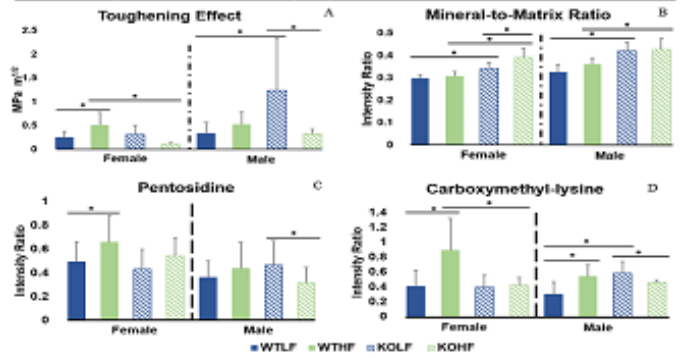 Toughening Effect A
MPa m^1/2
2.5
2
1.5
1
0.5
0
* * * *
Female Male
Mineral-to-Matrix Ratio B
Intensity Ratio
0.5
0.4
0.3
0.2
0.1
0
* * * * *
Female Male
Pentosidine C
Intensity Ratio
1
0.8
0.6
0.4
0.2
0
* *
Female Male
Carboxymethyl-lysine D
Intensity Ratio
1.4
1.2
1
0.8
0.6
0.4
0.2
0
* * * * *
Female Male
WTLF WTHF KOLF KOHF